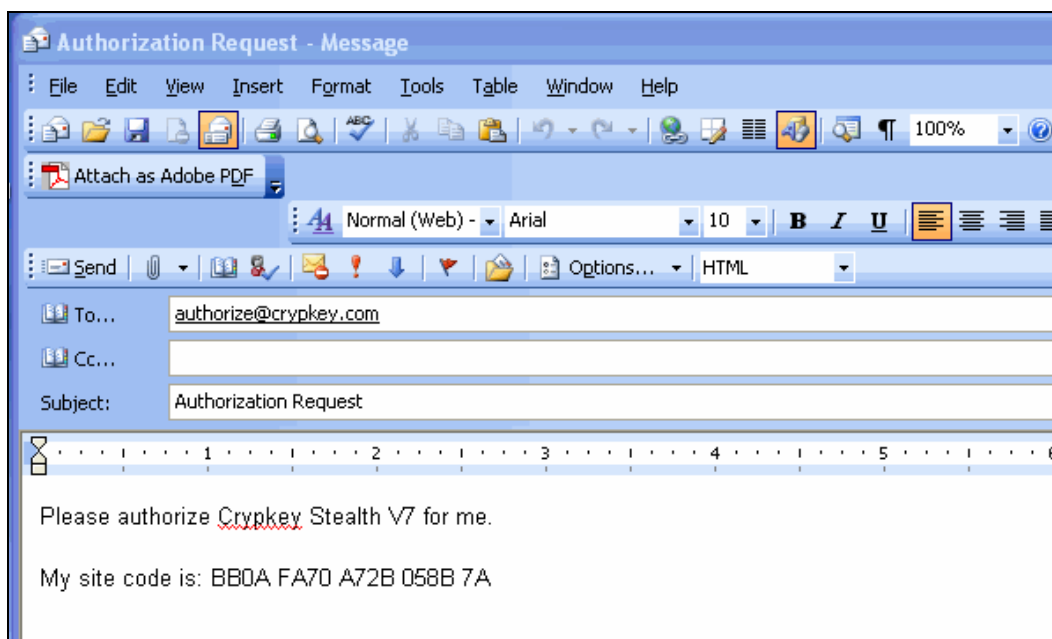 Authorization Request - Message
File Edit View Insert Format Tools Table Window Help
ABC 100%
Attach as Adobe PDF
Normal (Web) - Arial 10 B I U
Send Options... HTML
To... authorize@crypkey.com
Cc...
Subject: Authorization Request
1 2 3 4 5 6
Please authorize Crypkey Stealth V7 for me.
My site code is: BB0A FA70 A72B 058B 7A